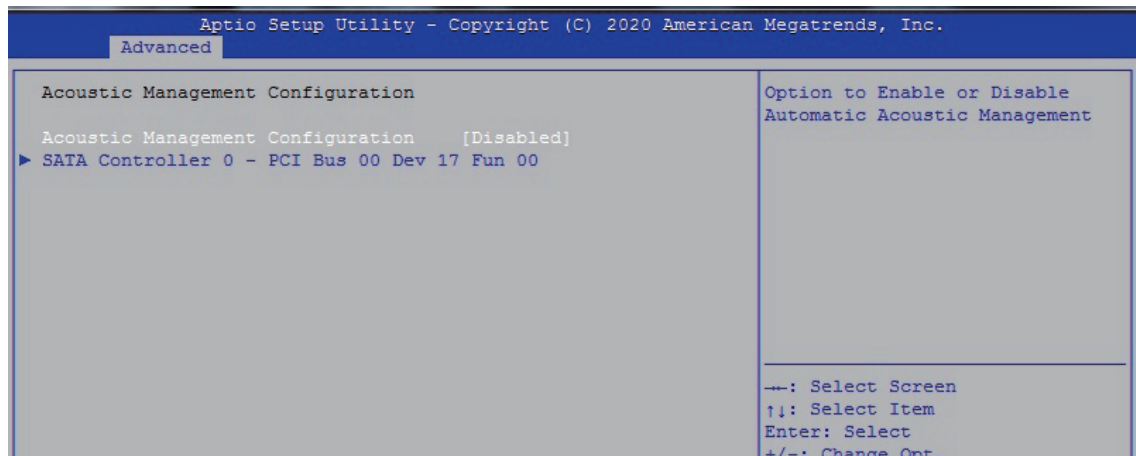 Aptio Setup Utility - Copyright (C) 2020 American Megatrends, Inc.
Advanced
Acoustic Management Configuration
Acoustic Management Configuration [Disabled]
► SATA Controller 0 - PCI Bus 00 Dev 17 Fun 00
Option to Enable or Disable
Automatic Acoustic Management
→←: Select Screen
↑↓: Select Item
Enter: Select
+/-: Change Opt.